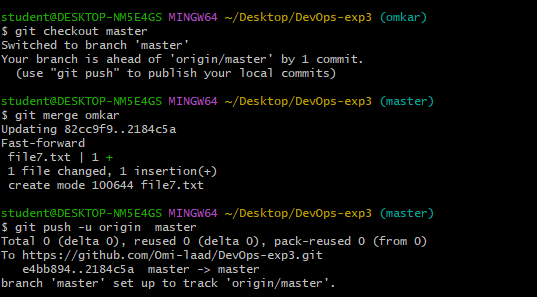 student@DESKTOP-NM5E4GS MINGW64 ~/Desktop/DevOps-exp3 (omkar)
$ git checkout master
Switched to branch 'master'
Your branch is ahead of 'origin/master' by 1 commit.
  (use "git push" to publish your local commits)
student@DESKTOP-NM5E4GS MINGW64 ~/Desktop/DevOps-exp3 (master)
$ git merge omkar
Updating 82cc9f9..2184c5a
Fast-forward
 file7.txt | 1 +
 1 file changed, 1 insertion(+)
 create mode 100644 file7.txt
student@DESKTOP-NM5E4GS MINGW64 ~/Desktop/DevOps-exp3 (master)
$ git push -u origin  master
Total 0 (delta 0), reused 0 (delta 0), pack-reused 0 (from 0)
To https://github.com/Omi-laad/DevOps-exp3.git
   e4bb894..2184c5a  master -> master
branch 'master' set up to track 'origin/master'.